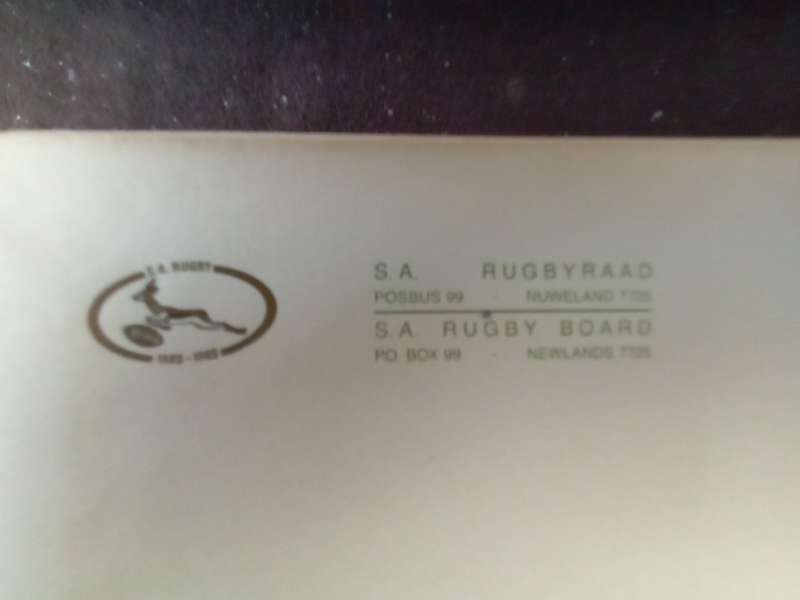 S. A. RUGBY
S.A. RUGBYRAAD
POSBUS 99 · NUWELAND 7725
S.A. RUGBY BOARD
PO BOX 99 · NEWLANDS 7725